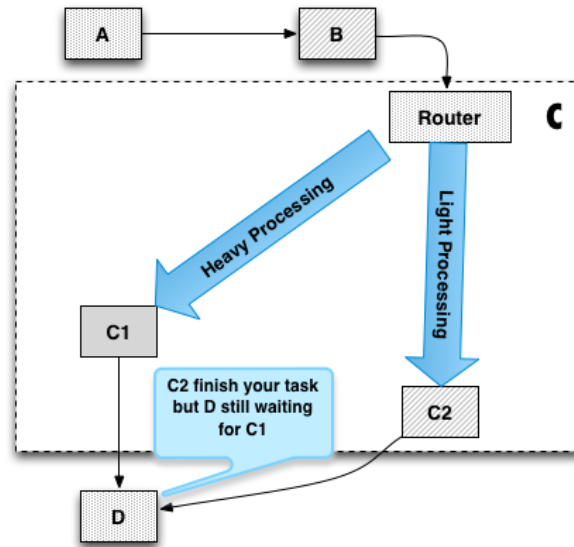 A
B
Router
C
Heavy Processing
Light Processing
C1
C2 finish your task
but D still waiting
for C1
C2
D